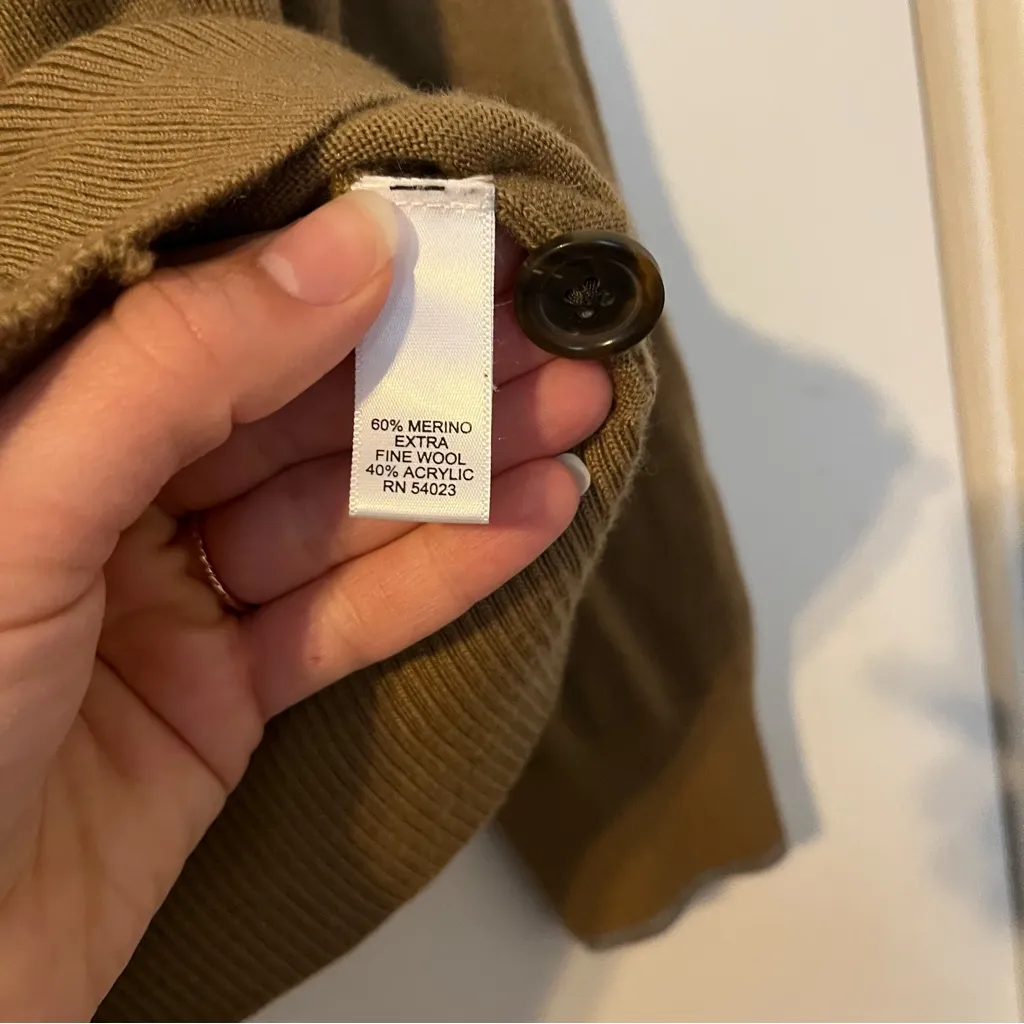 60% MERINO
EXTRA
FINE WOOL
40% ACRYLIC
RN 54023